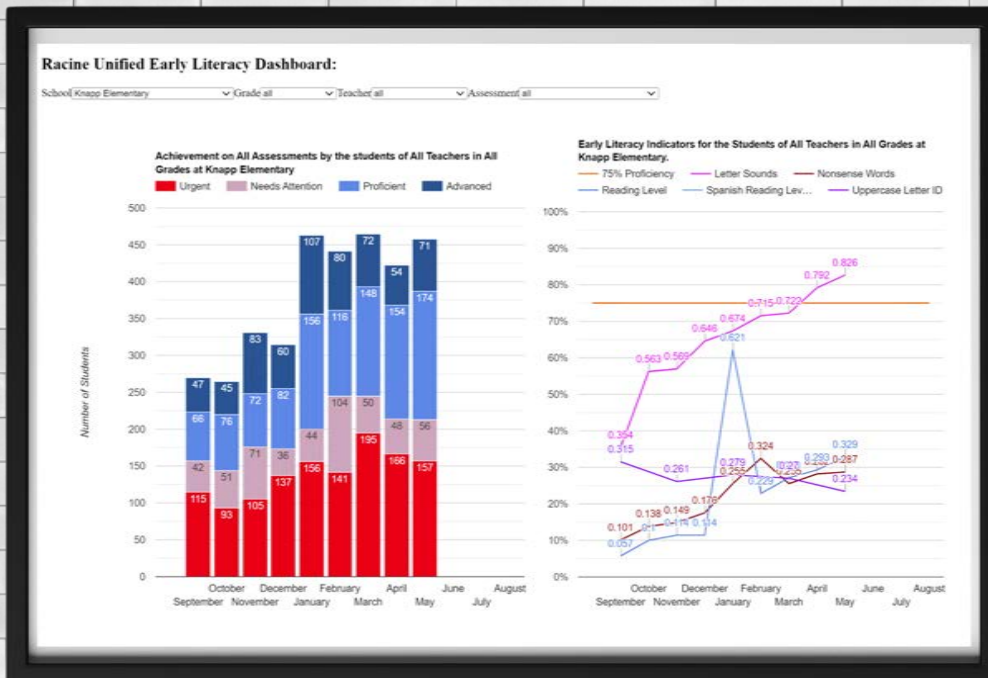 Racine Unified Early Literacy Dashboard:
School Knapp Elementary Grade all Teacher all Assessment all
Achievement on All Assessments by the students of All Teachers in All
Grades at Knapp Elementary
Urgent Needs Attention Proficient Advanced
500
450
400
350
300
250
200
150
100
50
0
Number of Students
47 66 42 115
45 76 51 93
83 72 71 105
60 82 36 137
107 156 44 156
80 116 104 141
72 148 50 195
54 154 48 166
71 174 56 157
October December February April June August
September November January March May July
Early Literacy Indicators for the Students of All Teachers in All Grades at
Knapp Elementary.
75% Proficiency Letter Sounds Nonsense Words
Reading Level Spanish Reading Lev... Uppercase Letter ID
100%
90%
80%
70%
60%
50%
40%
30%
20%
10%
0%
0.563 0.569 0.646 0.674 0.715 0.722 0.792 0.826
0.315 0.261 0.279 0.234
0.101 0.138 0.149 0.176 0.255 0.324 0.287
0.057 0.1 0.114 0.114 0.621 0.229 0.293 0.329
October December February April June August
September November January March May July